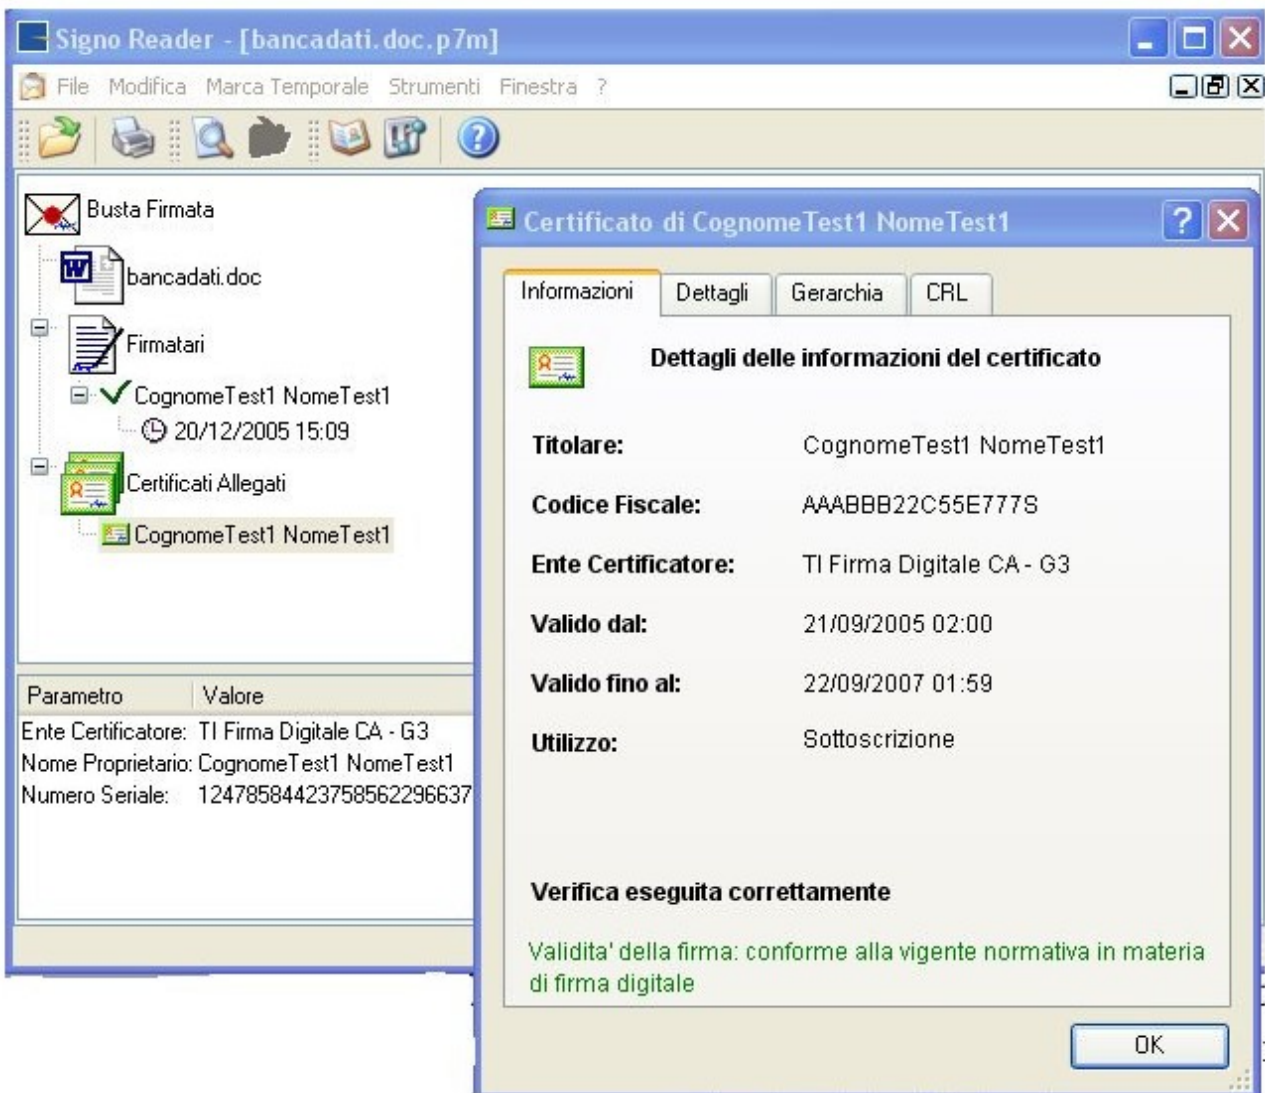 Signo Reader - [bancadati.doc.p7m]
File Modifica Marca Temporale Strumenti Finestra ?
Busta Firmata
bancadati.doc
Firmatari
CognomeTest1 NomeTest1
20/12/2005 15:09
Certificati Allegati
CognomeTest1 NomeTest1
Parametro Valore
Ente Certificatore: TI Firma Digitale CA - G3
Nome Proprietario: CognomeTest1 NomeTest1
Numero Seriale: 12478584423758562296637
Certificato di CognomeTest1 NomeTest1
Informazioni Dettagli Gerarchia CRL
Dettagli delle informazioni del certificato
Titolare: CognomeTest1 NomeTest1
Codice Fiscale: AAABBB22C55E777S
Ente Certificatore: TI Firma Digitale CA - G3
Valido dal: 21/09/2005 02:00
Valido fino al: 22/09/2007 01:59
Utilizzo: Sottoscrizione
Verifica eseguita correttamente
Validita' della firma: conforme alla vigente normativa in materia
di firma digitale
OK